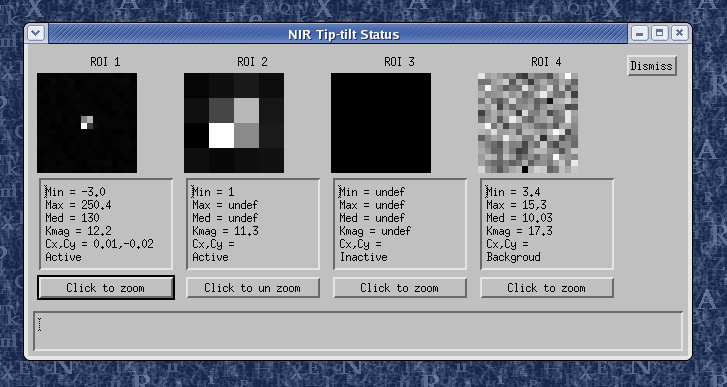 NIR Tip-tilt Status
ROI 1
ROI 2
ROI 3
ROI 4
Dismiss
Min = -3.0
Max = 250.4
Med = 130
Kmag = 12.2
Cx,Cy = 0.01,-0.02
Active
Min = 1
Max = undef
Med = undef
Kmag = 11.3
Cx,Cy =
Active
Min = undef
Max = undef
Med = undef
Kmag = undef
Cx,Cy =
Inactive
Min = 3.4
Max = 15,3
Med = 10.03
Kmag = 17.3
Cx,Cy =
Backgroud
Click to zoom
Click to un zoom
Click to zoom
Click to zoom